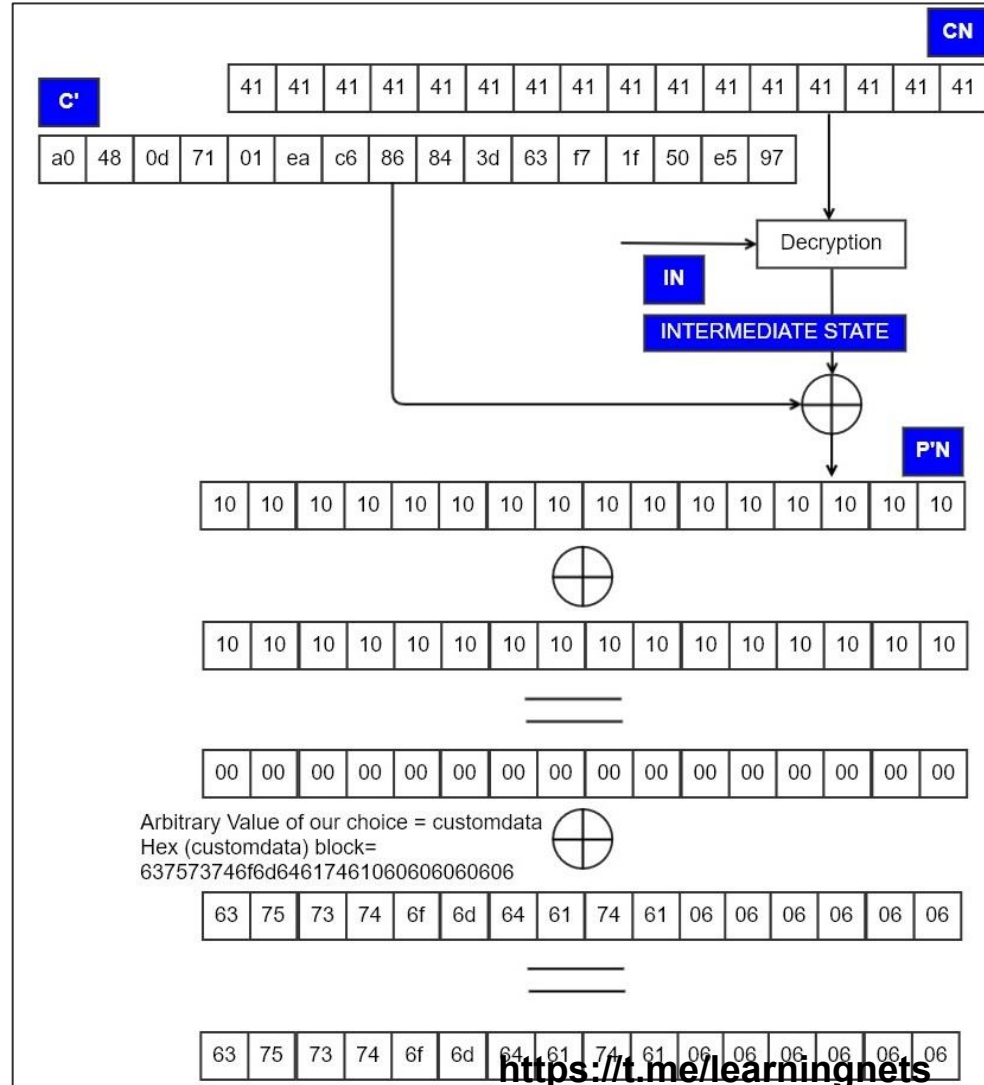 CN
41 41 41 41 41 41 41 41 41 41 41 41 41 41 41 41
C'
a0 48 0d 71 01 ea c6 86 84 3d 63 f7 1f 50 e5 97
Decryption
IN
INTERMEDIATE STATE
P'N
10 10 10 10 10 10 10 10 10 10 10 10 10 10 10 10
10 10 10 10 10 10 10 10 10 10 10 10 10 10 10 10
00 00 00 00 00 00 00 00 00 00 00 00 00 00 00 00
Arbitrary Value of our choice = customdata
Hex (customdata) block=
637573746f6d64617461060606060606
63 75 73 74 6f 6d 64 61 74 61 06 06 06 06 06 06
63 75 73 74 6f 6d 64 61 74 61 06 06 06 06 06 06
https://t.me/learningnets